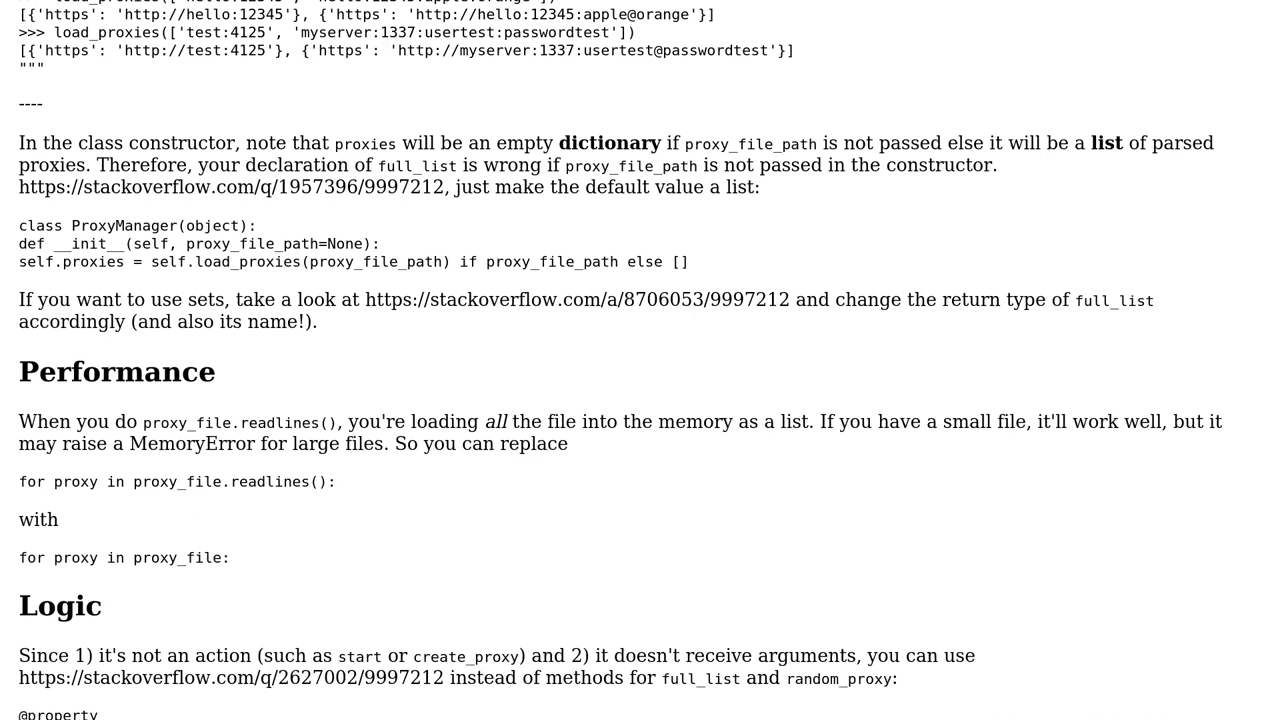 [{'https': 'http://hello:12345'}, {'https': 'http://hello:12345:apple@orange'}]
>>> load_proxies(['test:4125', 'myserver:1337:usertest:passwordtest'])
[{'https': 'http://test:4125'}, {'https': 'http://myserver:1337:usertest@passwordtest'}]
"""
----
In the class constructor, note that proxies will be an empty dictionary if proxy_file_path is not passed else it will be a list of parsed
proxies. Therefore, your declaration of full_list is wrong if proxy_file_path is not passed in the constructor.
https://stackoverflow.com/q/1957396/9997212, just make the default value a list:
class ProxyManager(object):
def __init__(self, proxy_file_path=None):
self.proxies = self.load_proxies(proxy_file_path) if proxy_file_path else []
If you want to use sets, take a look at https://stackoverflow.com/a/8706053/9997212 and change the return type of full_list
accordingly (and also its name!).
Performance
When you do proxy_file.readlines(), you're loading all the file into the memory as a list. If you have a small file, it'll work well, but it
may raise a MemoryError for large files. So you can replace
for proxy in proxy_file.readlines():
with
for proxy in proxy_file:
Logic
Since 1) it's not an action (such as start or create_proxy) and 2) it doesn't receive arguments, you can use
https://stackoverflow.com/q/2627002/9997212 instead of methods for full_list and random_proxy:
@property